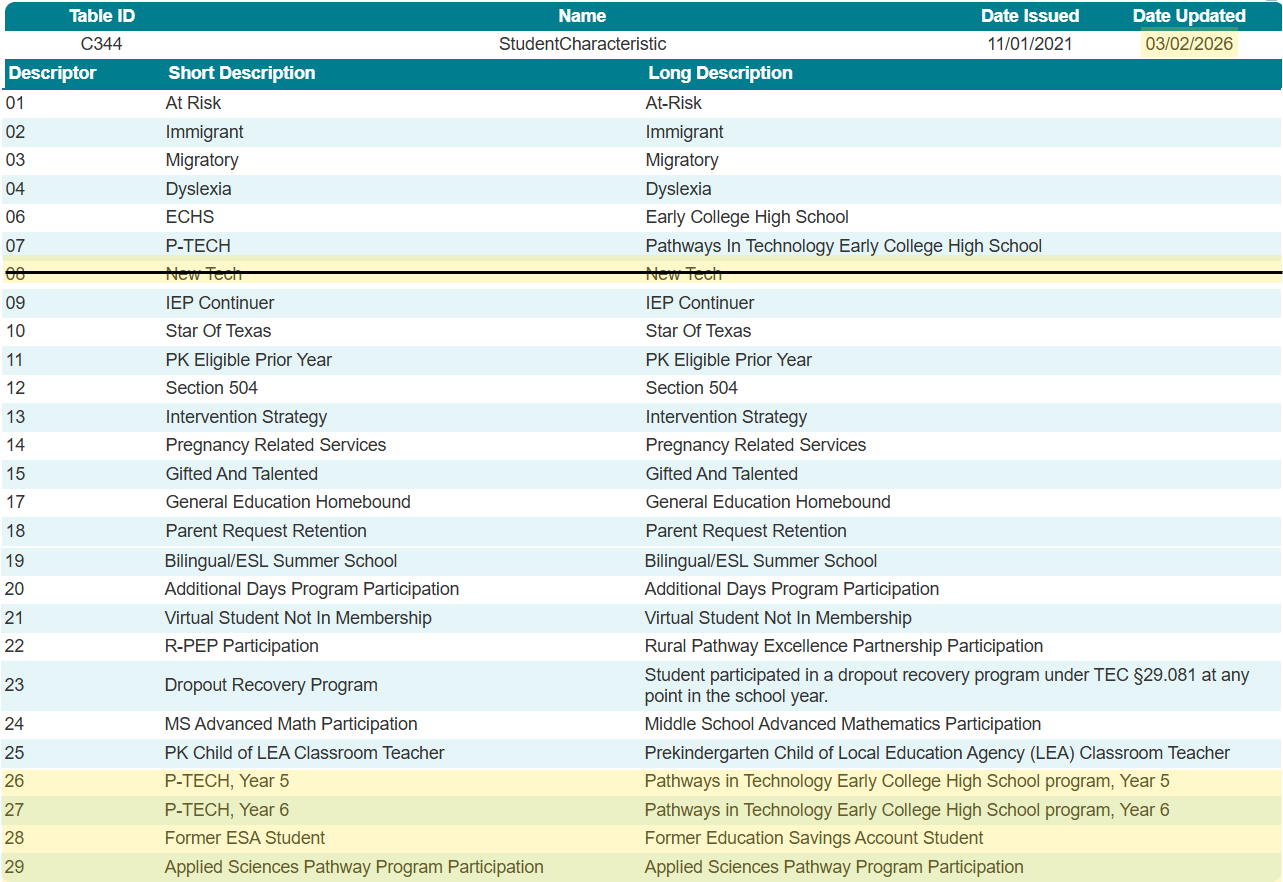 Table ID Name Date Issued Date Updated
C344 StudentCharacteristic 11/01/2021 03/02/2026
Descriptor Short Description Long Description
01 At Risk At-Risk
02 Immigrant Immigrant
03 Migratory Migratory
04 Dyslexia Dyslexia
06 ECHS Early College High School
07 P-TECH Pathways In Technology Early College High School
08 New Tech New Tech
09 IEP Continuer IEP Continuer
10 Star Of Texas Star Of Texas
11 PK Eligible Prior Year PK Eligible Prior Year
12 Section 504 Section 504
13 Intervention Strategy Intervention Strategy
14 Pregnancy Related Services Pregnancy Related Services
15 Gifted And Talented Gifted And Talented
17 General Education Homebound General Education Homebound
18 Parent Request Retention Parent Request Retention
19 Bilingual/ESL Summer School Bilingual/ESL Summer School
20 Additional Days Program Participation Additional Days Program Participation
21 Virtual Student Not In Membership Virtual Student Not In Membership
22 R-PEP Participation Rural Pathway Excellence Partnership Participation
23 Dropout Recovery Program Student participated in a dropout recovery program under TEC §29.081 at any
point in the school year.
24 MS Advanced Math Participation Middle School Advanced Mathematics Participation
25 PK Child of LEA Classroom Teacher Prekindergarten Child of Local Education Agency (LEA) Classroom Teacher
26 P-TECH, Year 5 Pathways in Technology Early College High School program, Year 5
27 P-TECH, Year 6 Pathways in Technology Early College High School program, Year 6
28 Former ESA Student Former Education Savings Account Student
29 Applied Sciences Pathway Program Participation Applied Sciences Pathway Program Participation